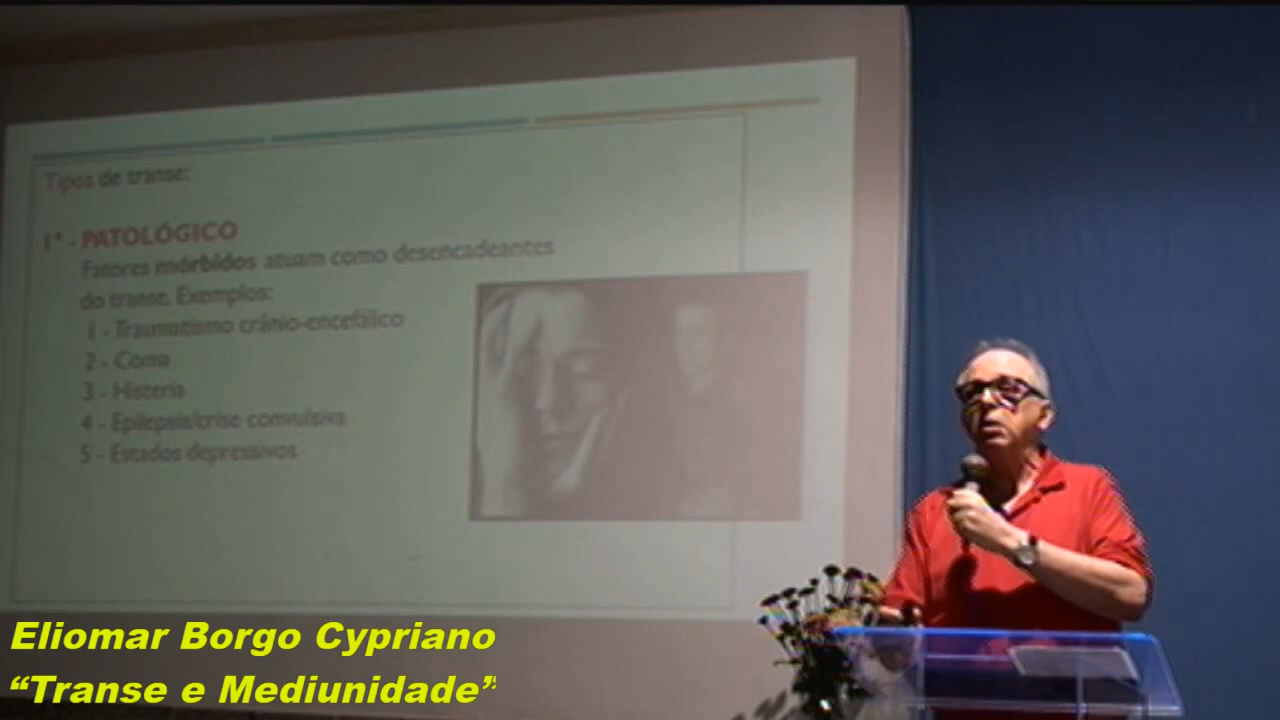 Tipos de transe:
1º - PATOLÓGICO
Fatores mórbidos atuam como desencadeantes
do transe. Exemplos:
1 - Traumatismo crânio-encefálico
2 - Coma
3 - Histeria
4 - Epilepsia/crise convulsiva
5 - Estados depressivos
Eliomar Borgo Cypriano
“Transe e Mediunidade”